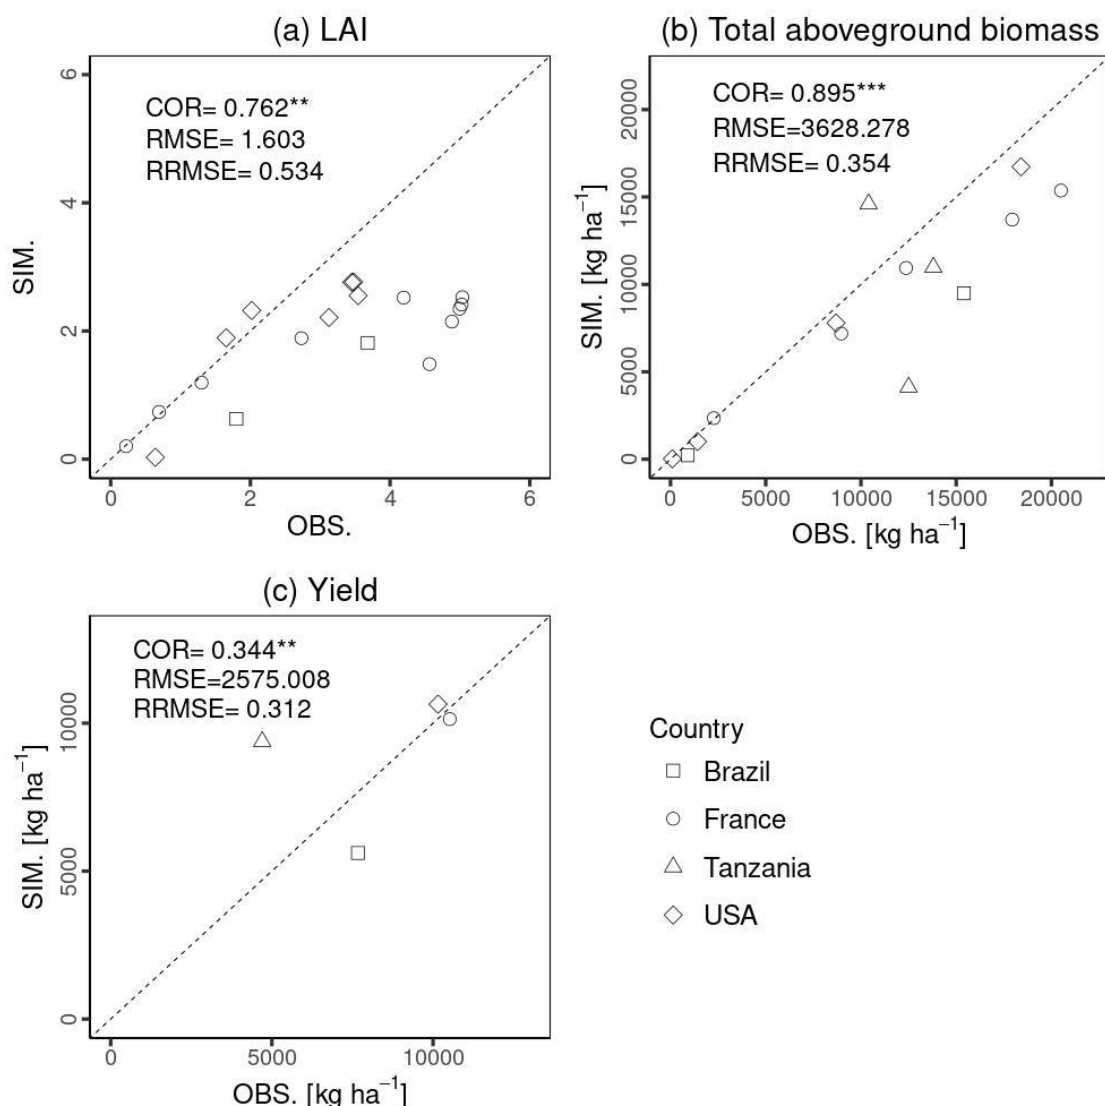 (a) LAI
COR= 0.762**
RMSE= 1.603
RRMSE= 0.534
SIM.
6
4
2
0
0 2 4 6
OBS.
(b) Total aboveground biomass
COR= 0.895***
RMSE=3628.278
RRMSE= 0.354
SIM. [kg ha⁻¹]
20000
15000
10000
5000
0
0 5000 10000 15000 20000
OBS. [kg ha⁻¹]
(c) Yield
COR= 0.344**
RMSE=2575.008
RRMSE= 0.312
SIM. [kg ha⁻¹]
10000
5000
0
0 5000 10000
OBS. [kg ha⁻¹]
Country
Brazil
France
Tanzania
USA